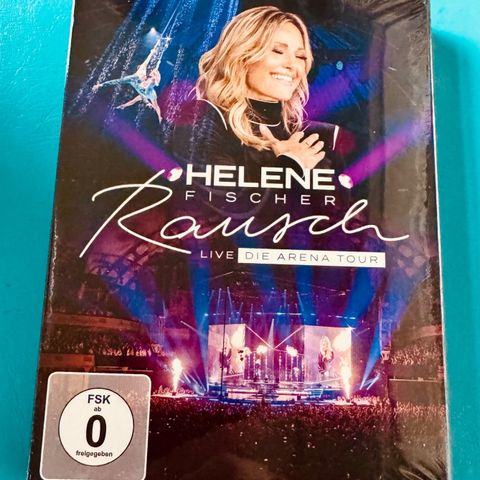 HELENE
FISCHER
Rausch
LIVE DIE ARENA TOUR
FSK
ab
0
freigegeben